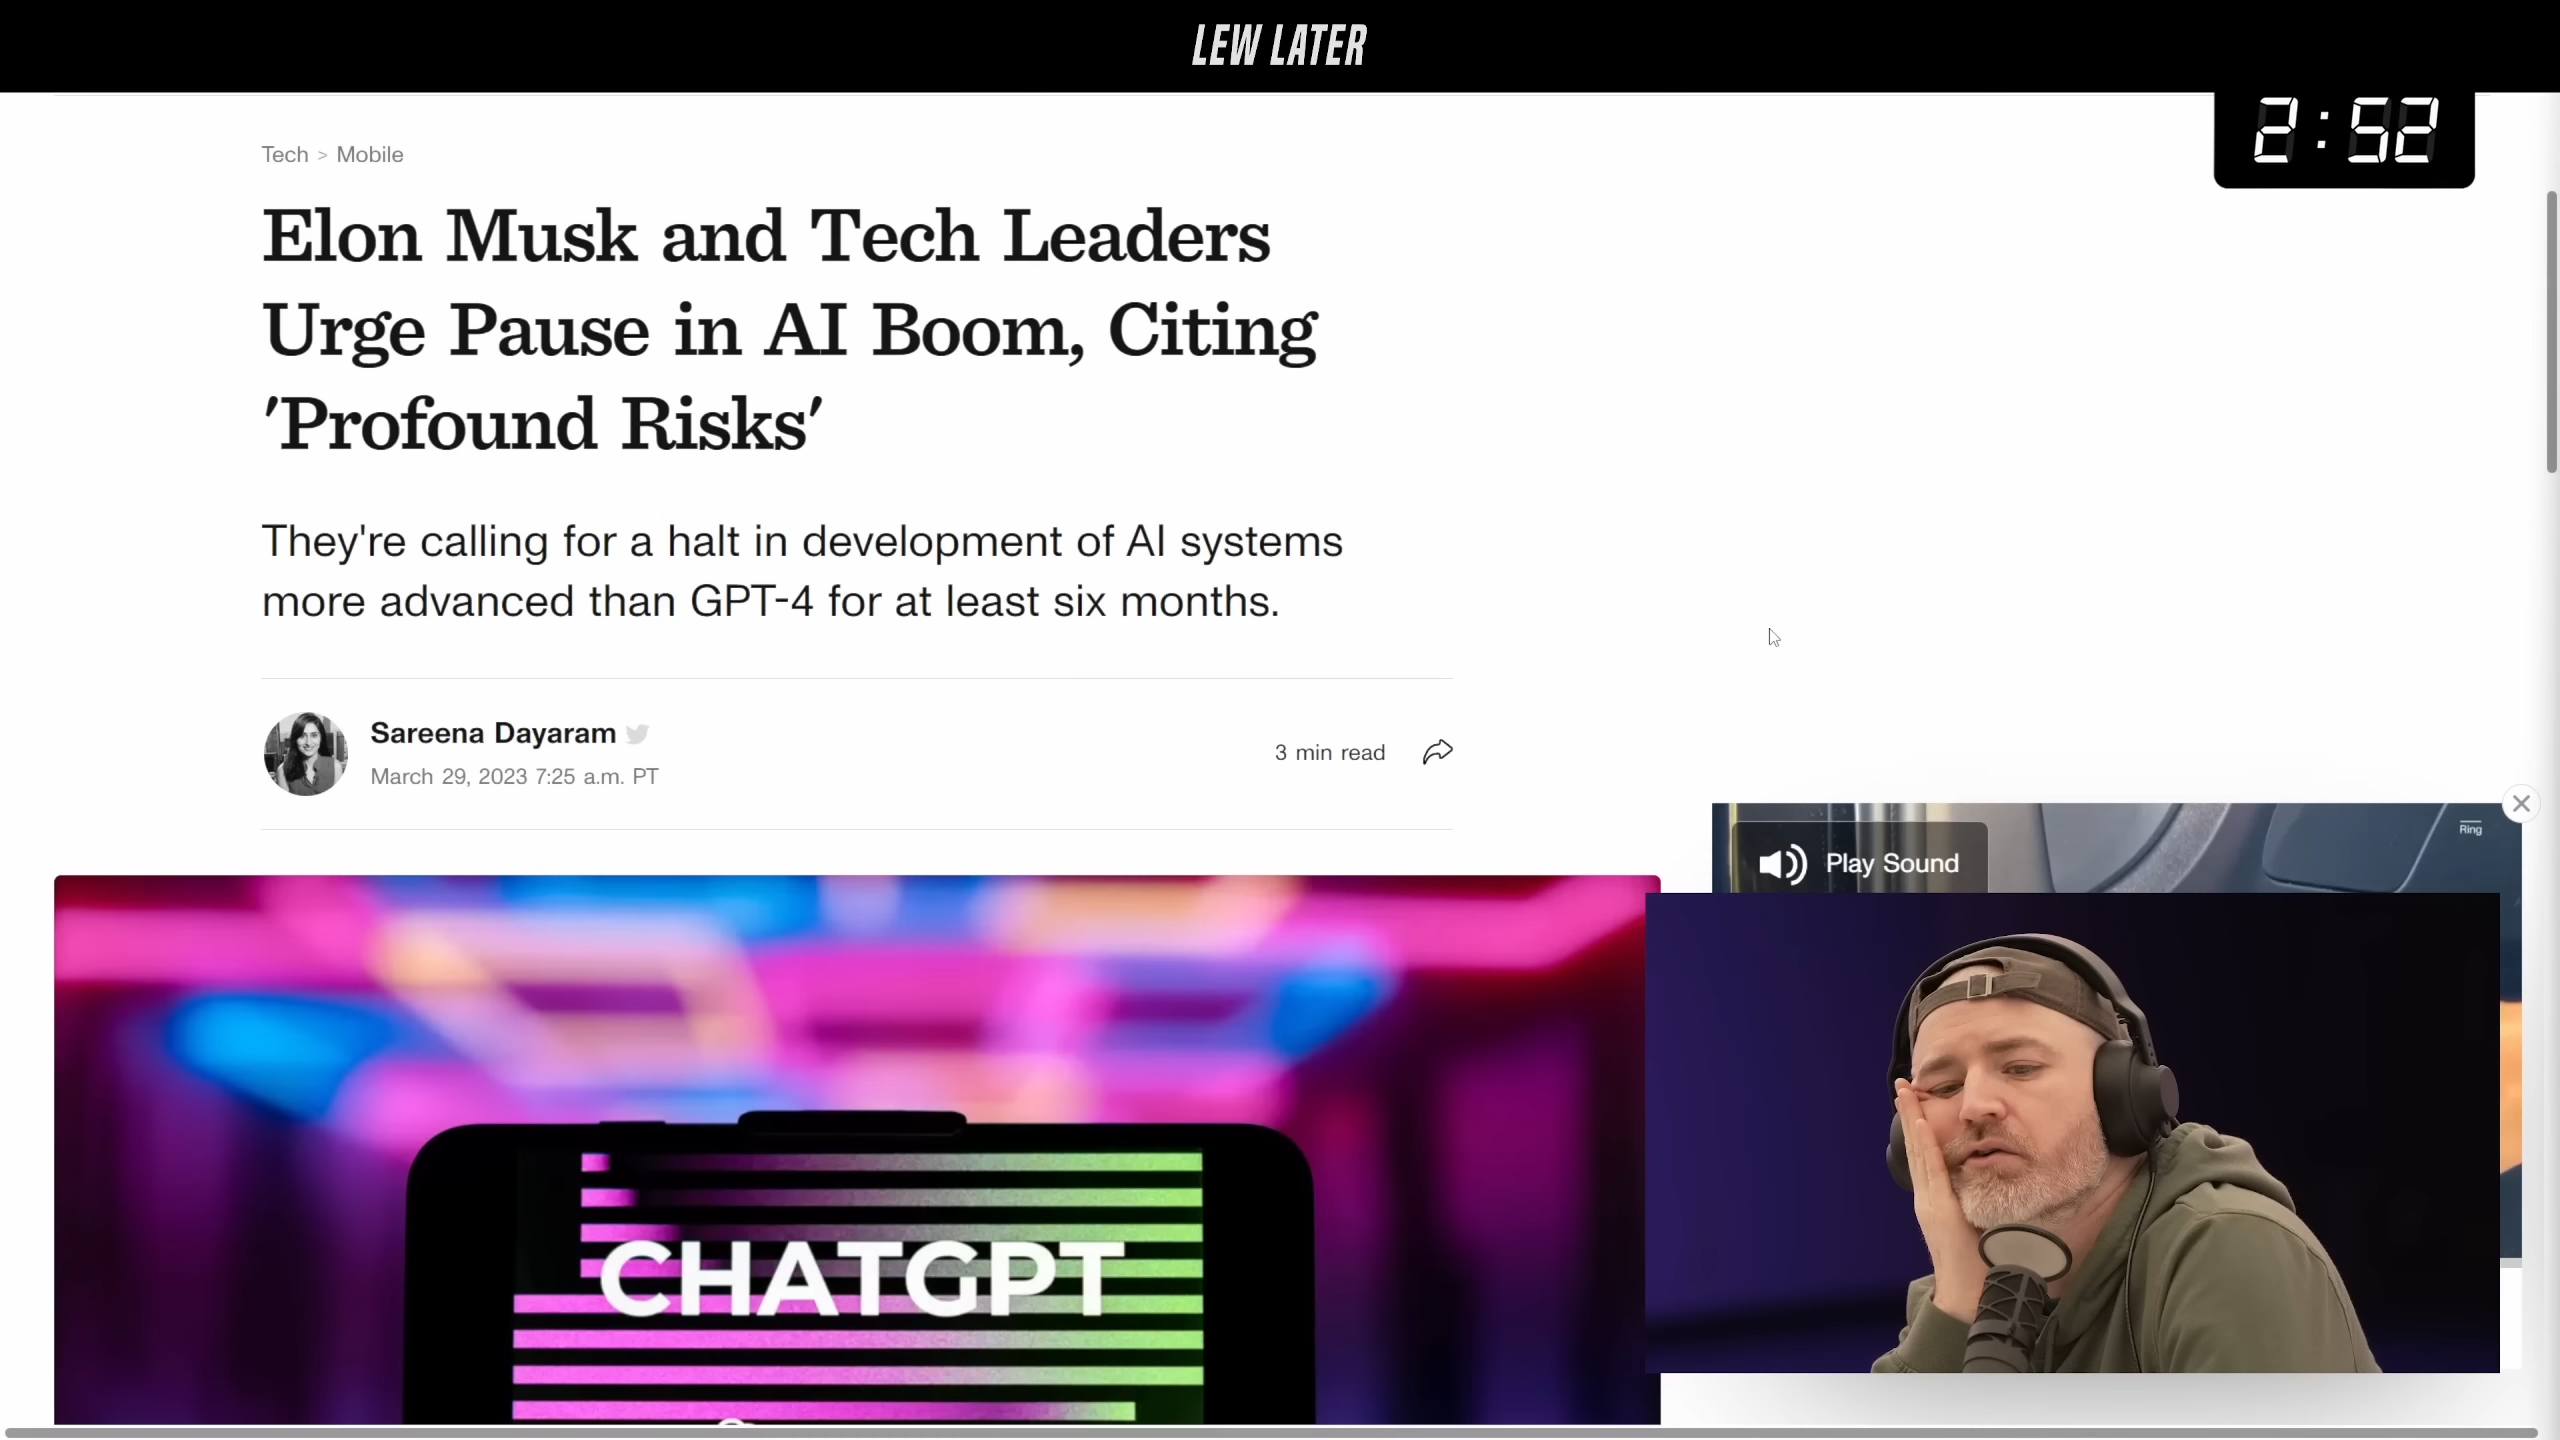 LEW LATER
2:52
Tech > Mobile
Elon Musk and Tech Leaders
Urge Pause in AI Boom, Citing
'Profound Risks'
They're calling for a halt in development of AI systems
more advanced than GPT-4 for at least six months.
Sareena Dayaram
March 29, 2023 7:25 a.m. PT
3 min read
Ring
Play Sound
CHATGPT